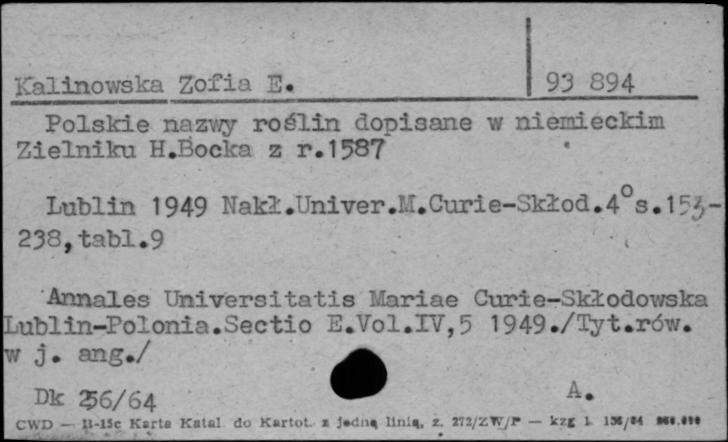 Kalinowska Zofia E. 93 894
Polskie nazwy roślin dopisane w niemieckim
Zielniku H.Bocka z r.1587
Lublin 1949 Nakł.Univer.M.Curie-Skłod.4°s.153-
238,tabl.9
Annales Universitatis Mariae Curie-Skłodowska
Lublin-Polonia.Sectio E.Vol.IV,5 1949./Tyt.rów.
w j. ang./
Dk 256/64 A.
CWD — II-15c Karta Katal. do Kartot. z jedną linią, z. 272/ZW/P — kzg 1